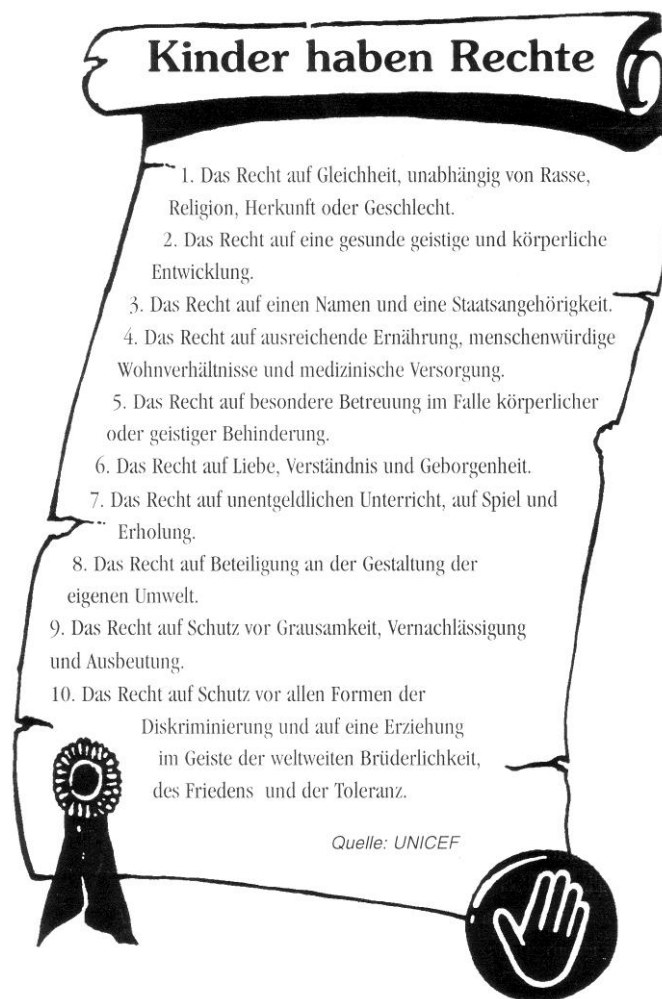 Kinder haben Rechte
1. Das Recht auf Gleichheit, unabhängig von Rasse,
Religion, Herkunft oder Geschlecht.
2. Das Recht auf eine gesunde geistige und körperliche
Entwicklung.
3. Das Recht auf einen Namen und eine Staatsangehörigkeit.
4. Das Recht auf ausreichende Ernährung, menschenwürdige
Wohnverhältnisse und medizinische Versorgung.
5. Das Recht auf besondere Betreuung im Falle körperlicher
oder geistiger Behinderung.
6. Das Recht auf Liebe, Verständnis und Geborgenheit.
7. Das Recht auf unentgeldlichen Unterricht, auf Spiel und
Erholung.
8. Das Recht auf Beteiligung an der Gestaltung der
eigenen Umwelt.
9. Das Recht auf Schutz vor Grausamkeit, Vernachlässigung
und Ausbeutung.
10. Das Recht auf Schutz vor allen Formen der
Diskriminierung und auf eine Erziehung
im Geiste der weltweiten Brüderlichkeit,
des Friedens und der Toleranz.
Quelle: UNICEF